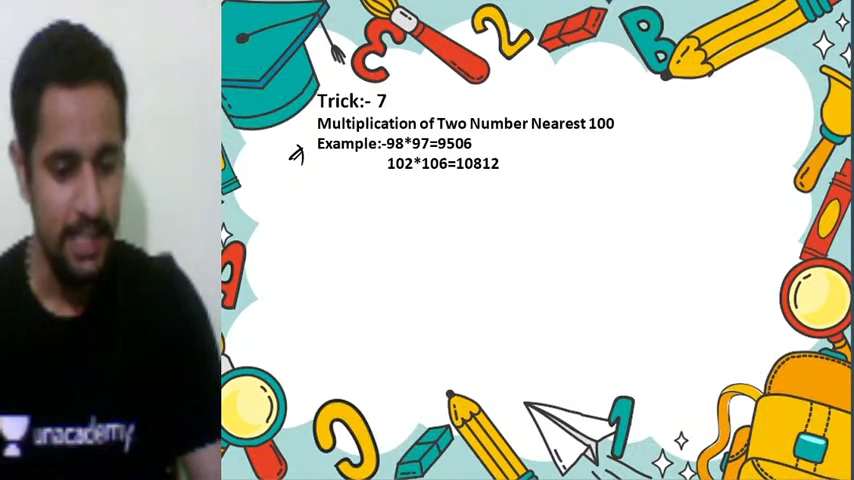 Trick:- 7
Multiplication of Two Number Nearest 100
Example:-98*97=9506
102*106=10812
unacademy